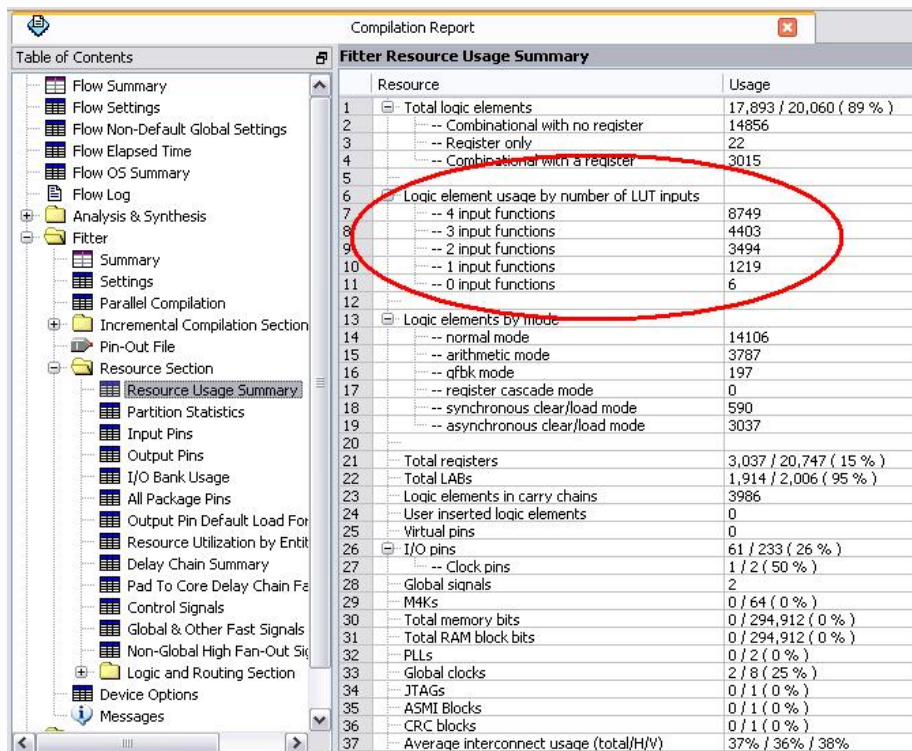 Compilation Report
Table of Contents
Flow Summary
Flow Settings
Flow Non-Default Global Settings
Flow Elapsed Time
Flow OS Summary
Flow Log
Analysis & Synthesis
Fitter
Summary
Settings
Parallel Compilation
Incremental Compilation Section
Pin-Out File
Resource Section
Resource Usage Summary
Partition Statistics
Input Pins
Output Pins
I/O Bank Usage
All Package Pins
Output Pin Default Load For
Resource Utilization by Entit
Delay Chain Summary
Pad To Core Delay Chain Fa
Control Signals
Global & Other Fast Signals
Non-Global High Fan-Out Si
Logic and Routing Section
Device Options
Messages
Fitter Resource Usage Summary
Resource Usage
1 Total logic elements 17,893 / 20,060 ( 89 % )
2 -- Combinational with no register 14856
3 -- Register only 22
4 -- Combinational with a register 3015
5
6 Logic element usage by number of LUT inputs
7 -- 4 input functions 8749
8 -- 3 input functions 4403
9 -- 2 input functions 3494
10 -- 1 input functions 1219
11 -- 0 input functions 6
12
13 Logic elements by mode
14 -- normal mode 14106
15 -- arithmetic mode 3787
16 -- qfbk mode 197
17 -- register cascade mode 0
18 -- synchronous clear/load mode 590
19 -- asynchronous clear/load mode 3037
20
21 Total registers 3,037 / 20,747 ( 15 % )
22 Total LABs 1,914 / 2,006 ( 95 % )
23 Logic elements in carry chains 3986
24 User inserted logic elements 0
25 Virtual pins 0
26 I/O pins 61 / 233 ( 26 % )
27 -- Clock pins 1 / 2 ( 50 % )
28 Global signals 2
29 M4Ks 0 / 64 ( 0 % )
30 Total memory bits 0 / 294,912 ( 0 % )
31 Total RAM block bits 0 / 294,912 ( 0 % )
32 PLLs 0 / 2 ( 0 % )
33 Global clocks 2 / 8 ( 25 % )
34 JTAGs 0 / 1 ( 0 % )
35 ASMI Blocks 0 / 1 ( 0 % )
36 CRC blocks 0 / 1 ( 0 % )
37 Average interconnect usage (total/H/V) 37% / 36% / 38%